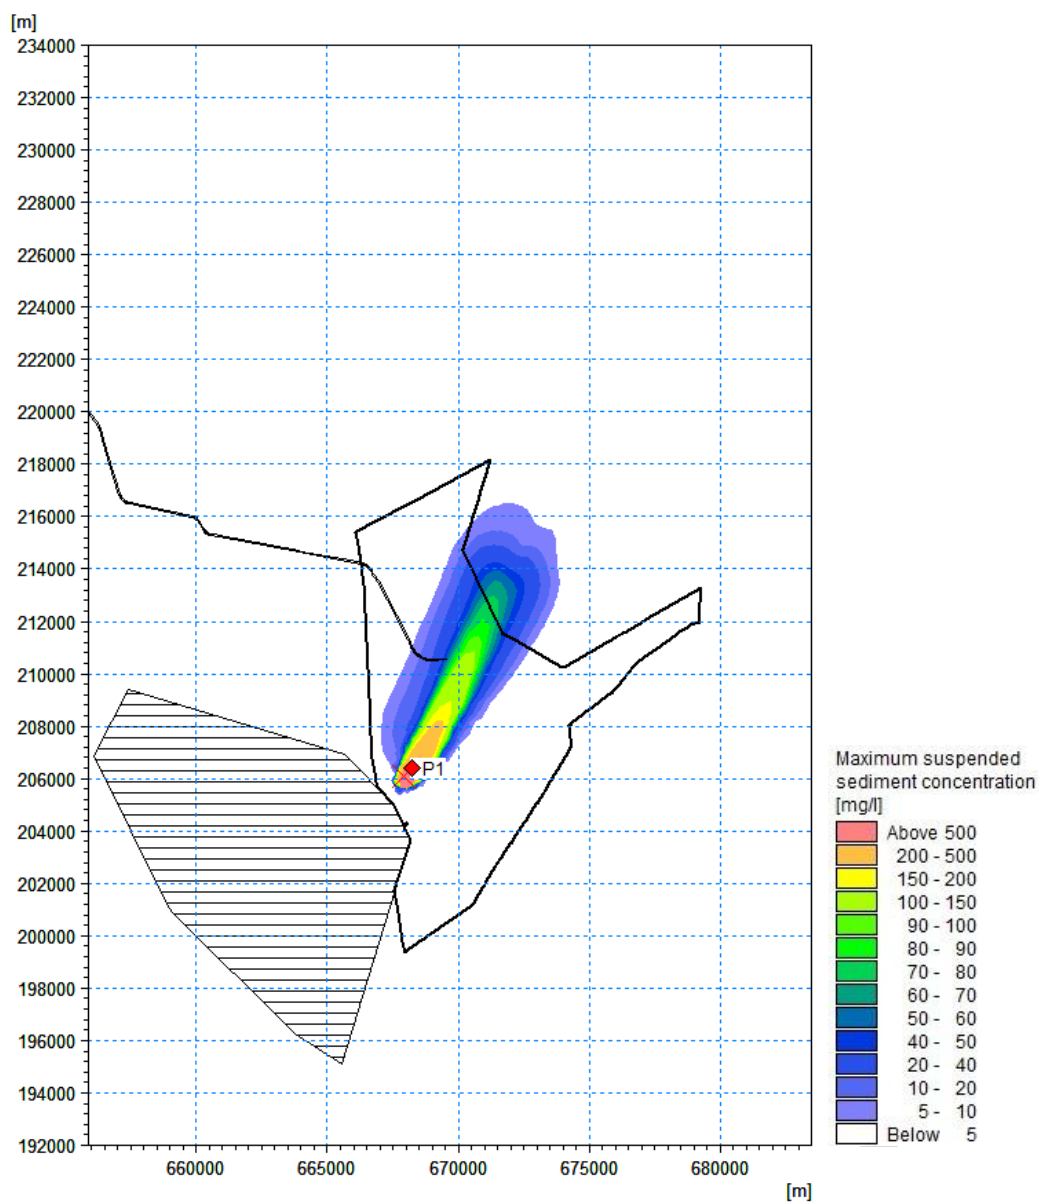 [m]
234000
232000
230000
228000
226000
224000
222000
220000
218000
216000
214000
212000
210000
208000
206000
204000
202000
200000
198000
196000
194000
192000
660000 665000 670000 675000 680000
[m]
P1
Maximum suspended
sediment concentration
[mg/l]
Above 500
200 - 500
150 - 200
100 - 150
90 - 100
80 - 90
70 - 80
60 - 70
50 - 60
40 - 50
20 - 40
10 - 20
5 - 10
Below 5